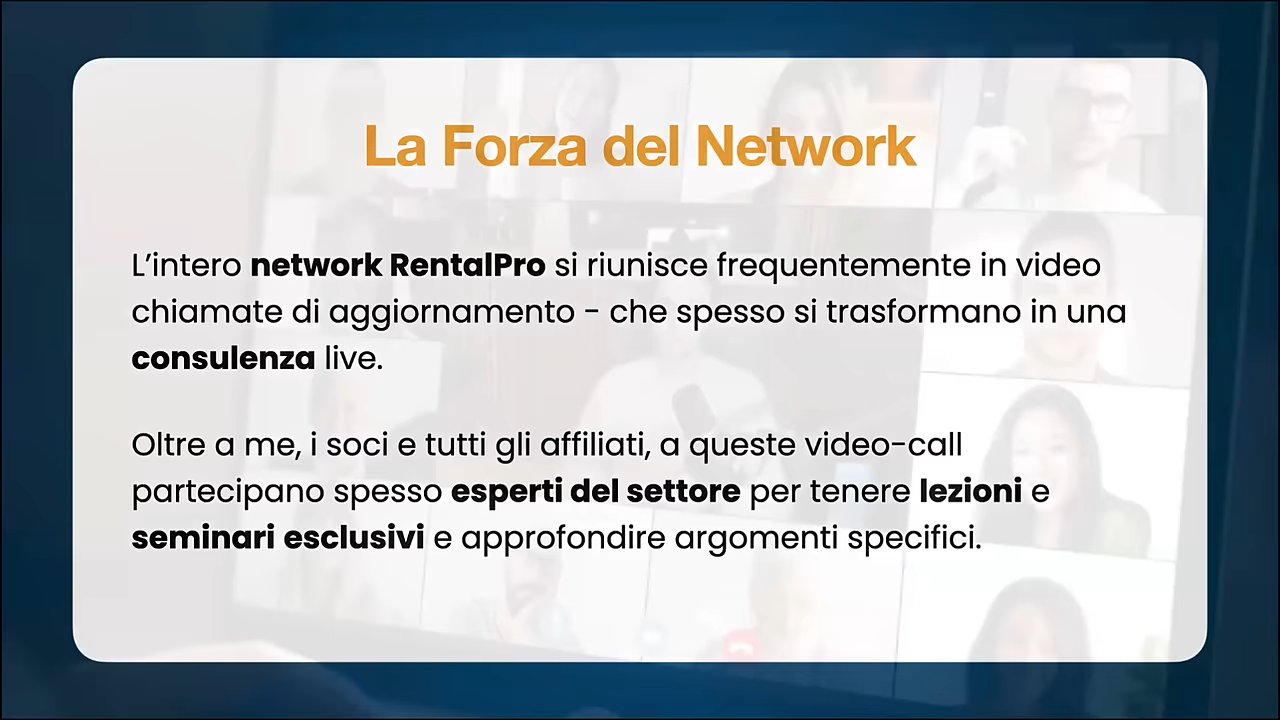 La Forza del Network
L’intero network RentalPro si riunisce frequentemente in video
chiamate di aggiornamento - che spesso si trasformano in una
consulenza live.
Oltre a me, i soci e tutti gli affiliati, a queste video-call
partecipano spesso esperti del settore per tenere lezioni e
seminari esclusivi e approfondire argomenti specifici.